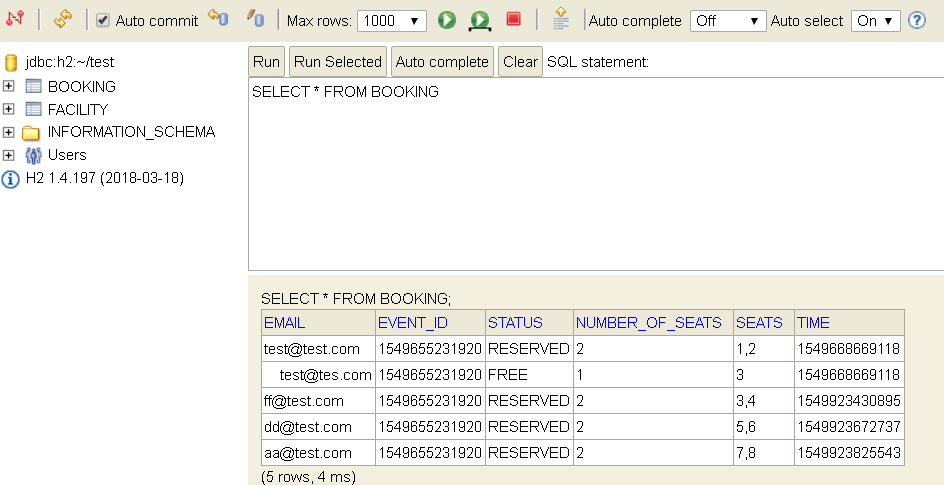 Auto commit Max rows: 1000 Auto complete Off Auto select On ?
jdbc:h2:~/test
BOOKING
FACILITY
INFORMATION_SCHEMA
Users
H2 1.4.197 (2018-03-18)
Run Run Selected Auto complete Clear SQL statement:
SELECT * FROM BOOKING
SELECT * FROM BOOKING;
EMAIL EVENT_ID STATUS NUMBER_OF_SEATS SEATS TIME
test@test.com 1549655231920 RESERVED 2 1,2 1549668669118
test@tes.com 1549655231920 FREE 1 3 1549668669118
ff@test.com 1549655231920 RESERVED 2 3,4 1549923430895
dd@test.com 1549655231920 RESERVED 2 5,6 1549923672737
aa@test.com 1549655231920 RESERVED 2 7,8 1549923825543
(5 rows, 4 ms)